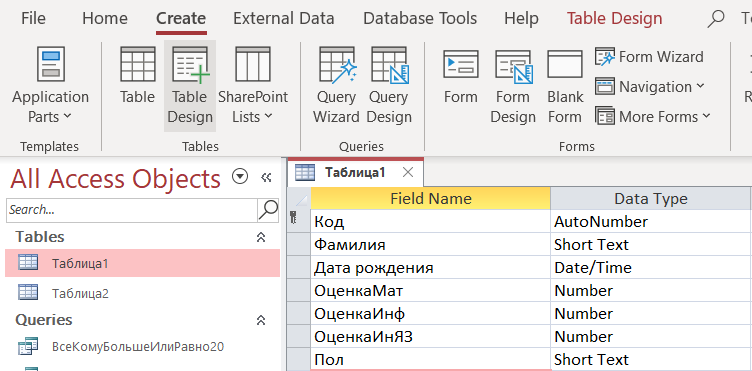 File Create External Data Database Tools Help Table Design
Application Parts
Table
Table Design
SharePoint Lists
Query Wizard
Query Design
Form
Form Design
Blank Form
Form Wizard
Navigation
More Forms
Templates Tables Queries Forms
All Access Objects
Search...
Tables
Таблица1
Таблица2
Queries
ВсеКомуБольшеИлиРавно20
Таблица1
Field Name Data Type
Код AutoNumber
Фамилия Short Text
Дата рождения Date/Time
ОценкаМат Number
ОценкаИнф Number
ОценкаИнЯЗ Number
Пол Short Text